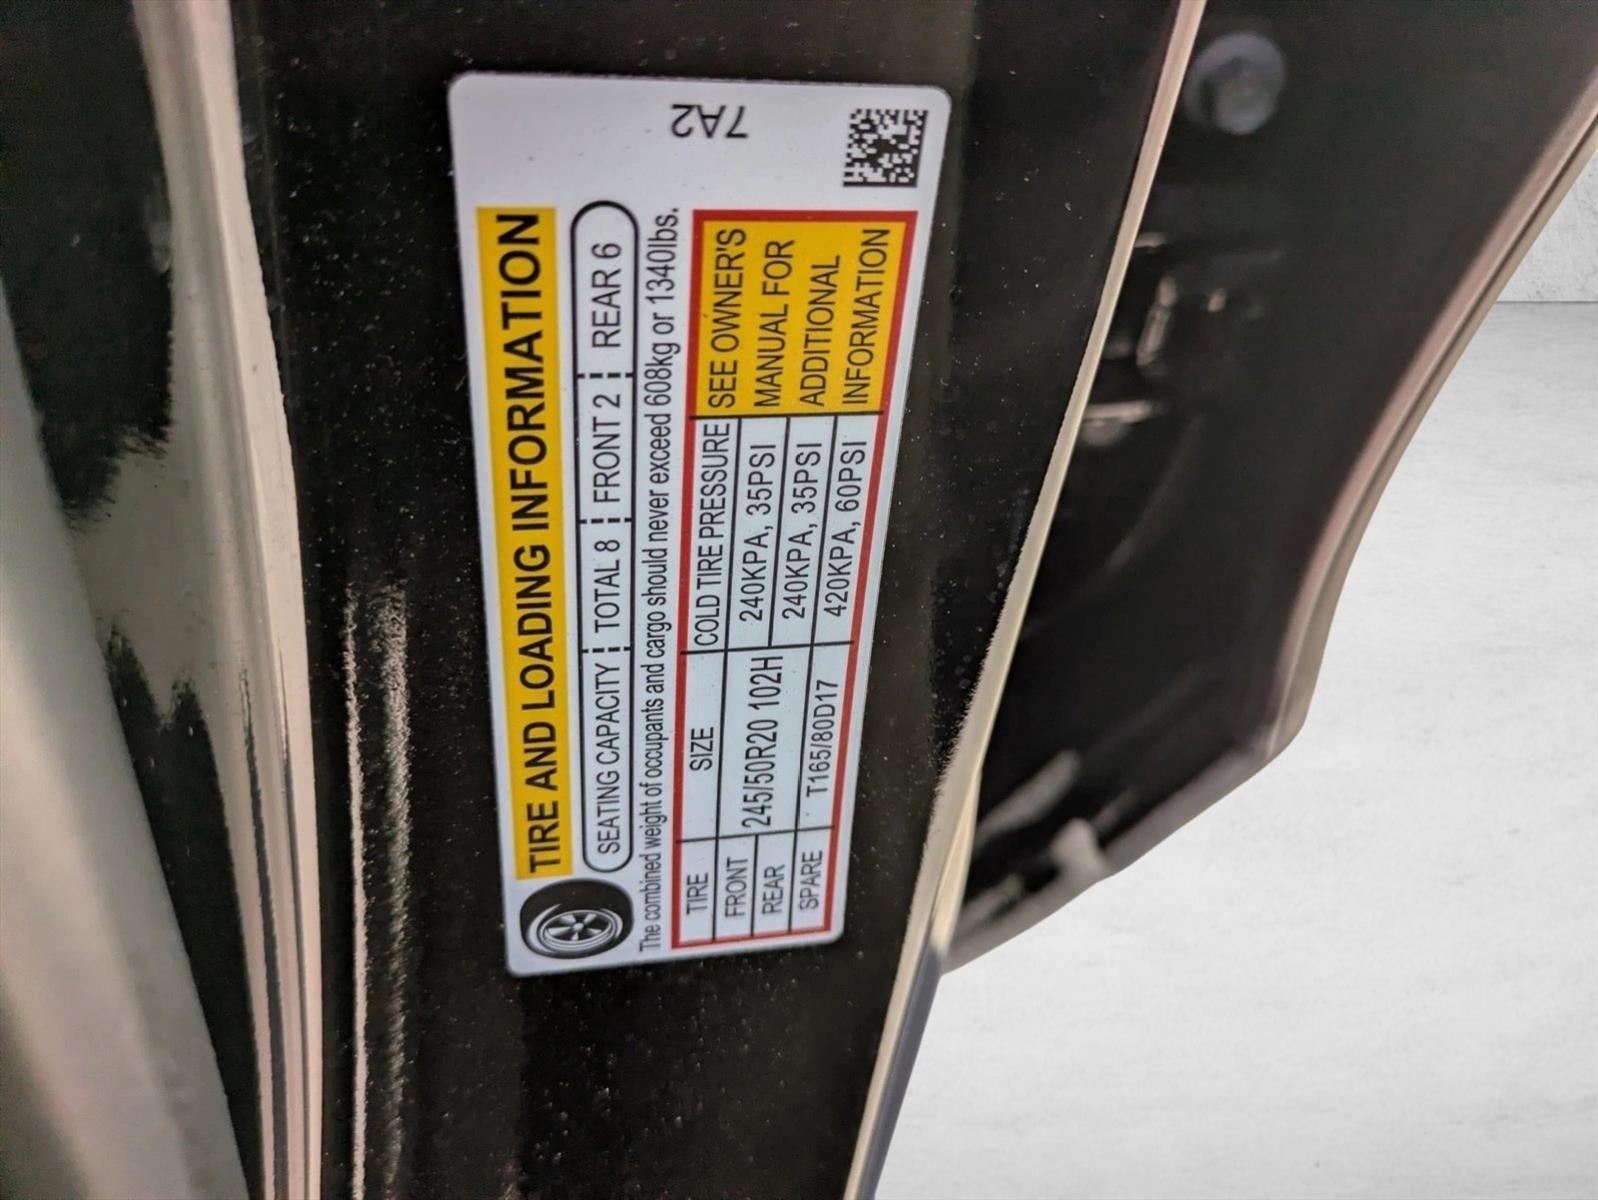 TIRE AND LOADING INFORMATION
SEATING CAPACITY TOTAL 8 FRONT 2 REAR 6
The combined weight of occupants and cargo should never exceed 608kg or 1340lbs.
TIRE SIZE COLD TIRE PRESSURE
FRONT 245/50R20 102H 240KPA, 35PSI
REAR 240KPA, 35PSI
SPARE T165/80D17 420KPA, 60PSI
SEE OWNER'S
MANUAL FOR
ADDITIONAL
INFORMATION
7A2